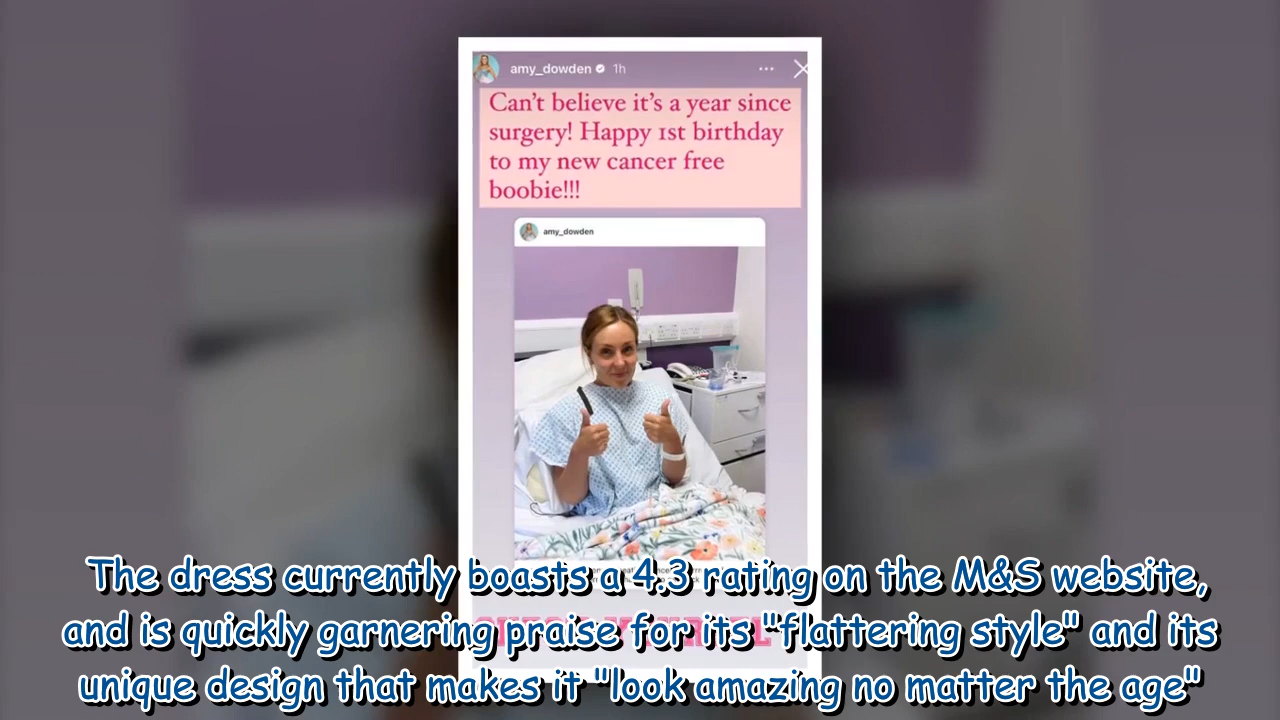 amy_dowden 1h
Can't believe it's a year since
surgery! Happy 1st birthday
to my new cancer free
boobie!!!
amy_dowden
The dress currently boasts a 4.3 rating on the M&S website,
and is quickly garnering praise for its "flattering style" and its
unique design that makes it "look amazing no matter the age"